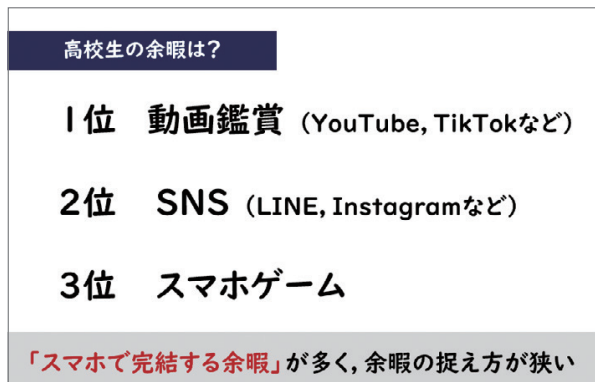 高校生の余暇は？
1位 動画鑑賞（YouTube, TikTokなど）
2位 SNS（LINE, Instagramなど）
3位 スマホゲーム
「スマホで完結する余暇」が多く, 余暇の捉え方が狭い